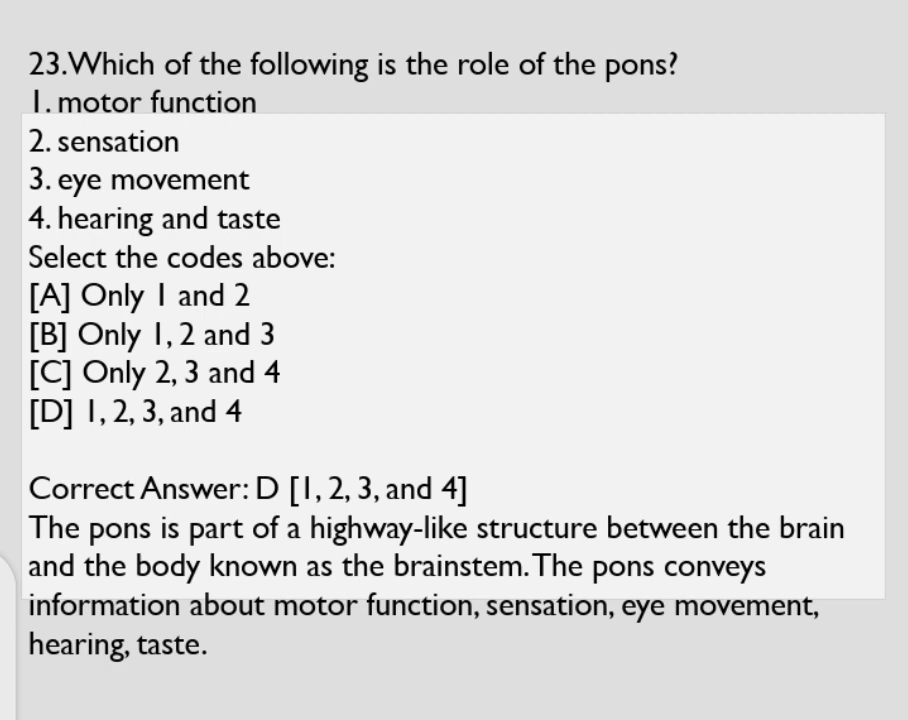 23.Which of the following is the role of the pons?
1. motor function
2. sensation
3. eye movement
4. hearing and taste
Select the codes above:
[A] Only 1 and 2
[B] Only 1, 2 and 3
[C] Only 2, 3 and 4
[D] 1, 2, 3, and 4
Correct Answer: D [1, 2, 3, and 4]
The pons is part of a highway-like structure between the brain
and the body known as the brainstem. The pons conveys
information about motor function, sensation, eye movement,
hearing, taste.